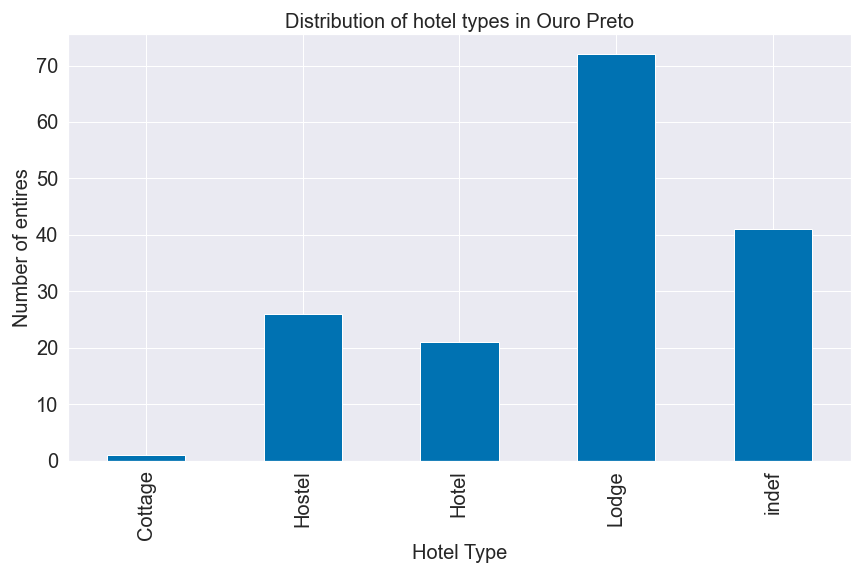 Distribution of hotel types in Ouro Preto
Number of entires
70
60
50
40
30
20
10
0
Cottage
Hostel
Hotel
Lodge
indef
Hotel Type